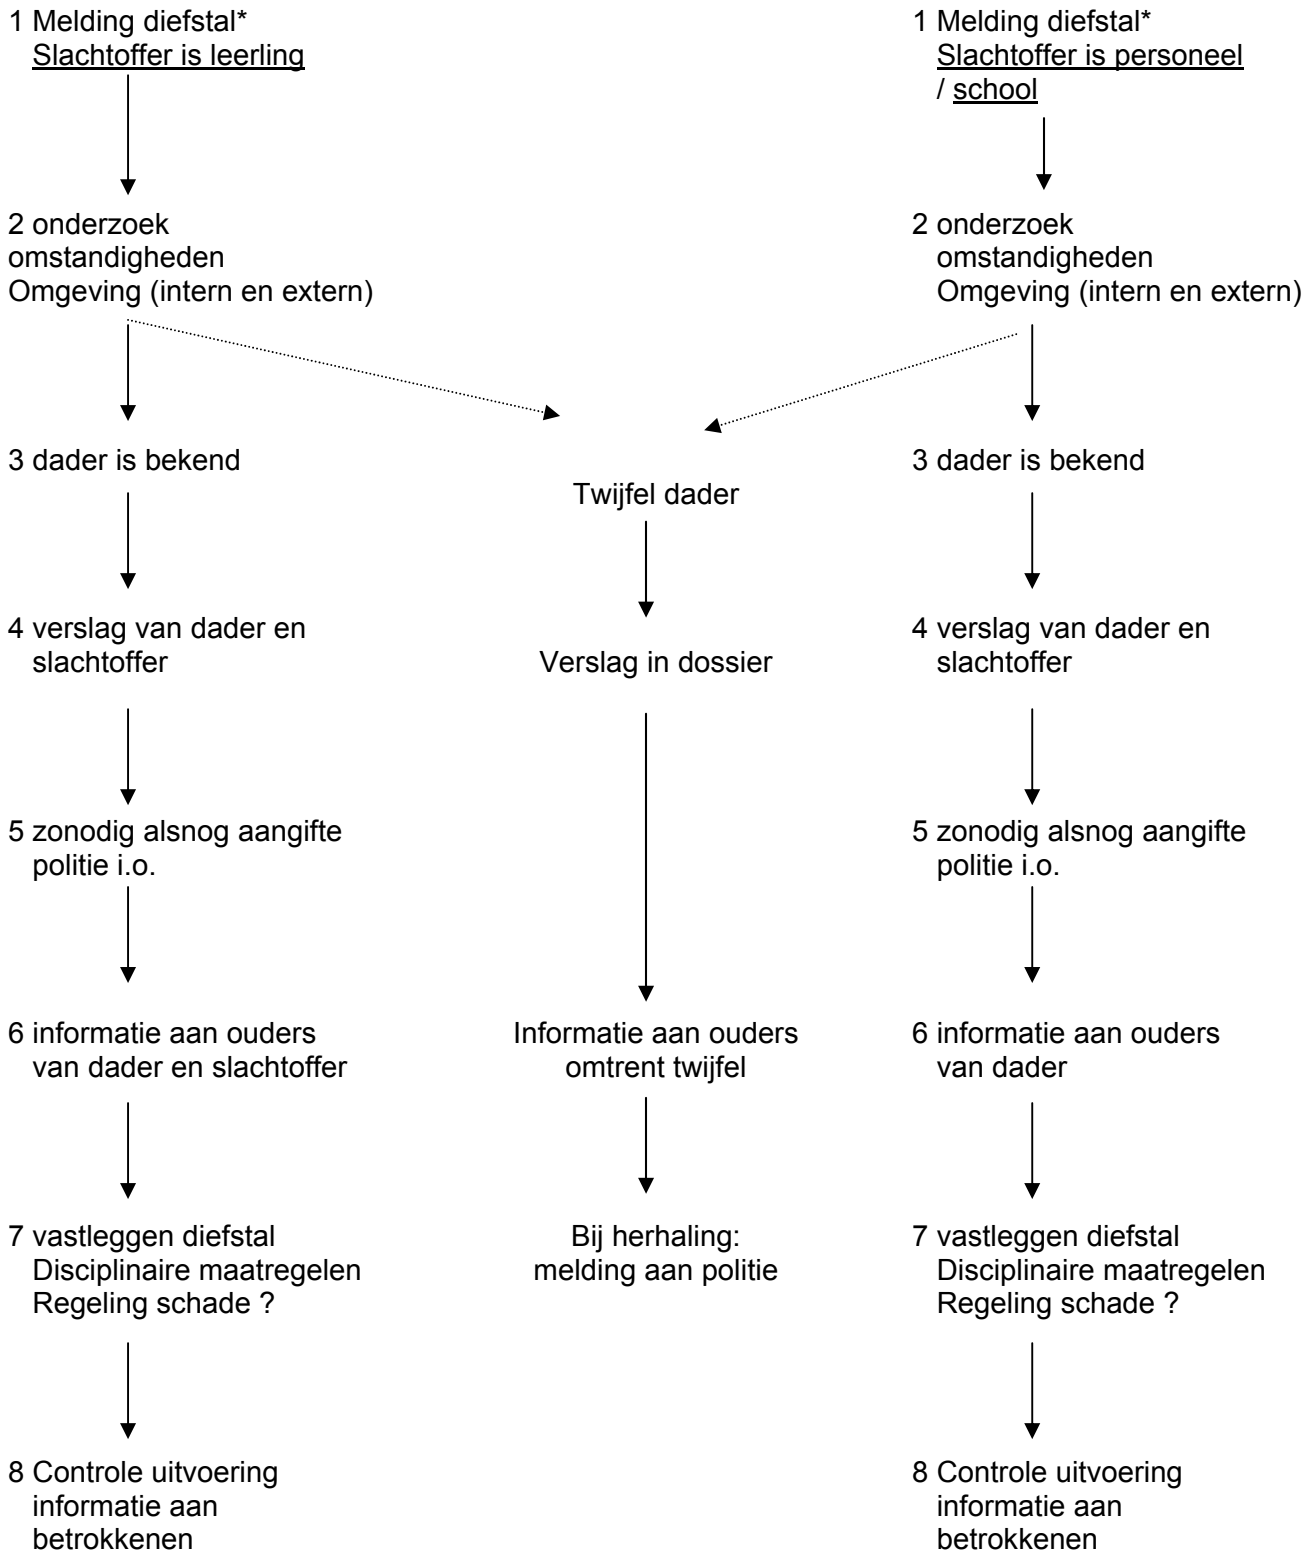 1 Melding diefstal*
Slachtoffer is leerling
2 onderzoek
omstandigheden
Omgeving (intern en extern)
3 dader is bekend
4 verslag van dader en
slachtoffer
5 zonodig alsnog aangifte
politie i.o.
6 informatie aan ouders
van dader en slachtoffer
7 vastleggen diefstal
Disciplinaire maatregelen
Regeling schade ?
8 Controle uitvoering
informatie aan
betrokkenen
Twijfel dader
Verslag in dossier
Informatie aan ouders
omtrent twijfel
Bij herhaling:
melding aan politie
1 Melding diefstal*
Slachtoffer is personeel
/ school
2 onderzoek
omstandigheden
Omgeving (intern en extern)
3 dader is bekend
4 verslag van dader en
slachtoffer
5 zonodig alsnog aangifte
politie i.o.
6 informatie aan ouders
van dader
7 vastleggen diefstal
Disciplinaire maatregelen
Regeling schade ?
8 Controle uitvoering
informatie aan
betrokkenen